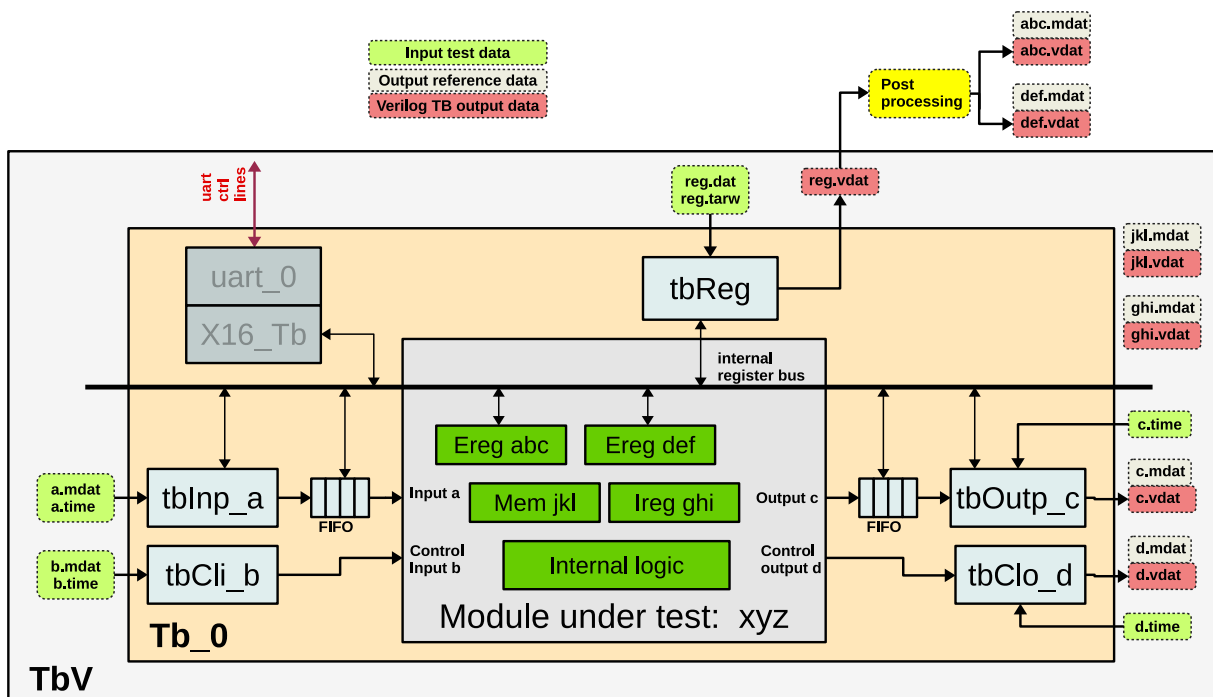 abc.mdat
abc.vdat
Input test data
Output reference data
Verilog TB output data
Post
processing
def.mdat
def.vdat
uart
ctrl
lines
reg.dat
reg.tarw
reg.vdat
jkl.mdat
jkl.vdat
uart_0
X16_Tb
tbReg
ghi.mdat
ghi.vdat
internal
register bus
Ereg abc
Ereg def
c.time
a.mdat
a.time
tbInp_a
FIFO
Input a
Mem jkl
Ireg ghi
Output c
FIFO
tbOutp_c
c.mdat
c.vdat
b.mdat
b.time
tbCli_b
Control
Input b
Internal logic
Control
output d
tbClo_d
d.mdat
d.vdat
Module under test:  xyz
d.time
Tb_0
TbV